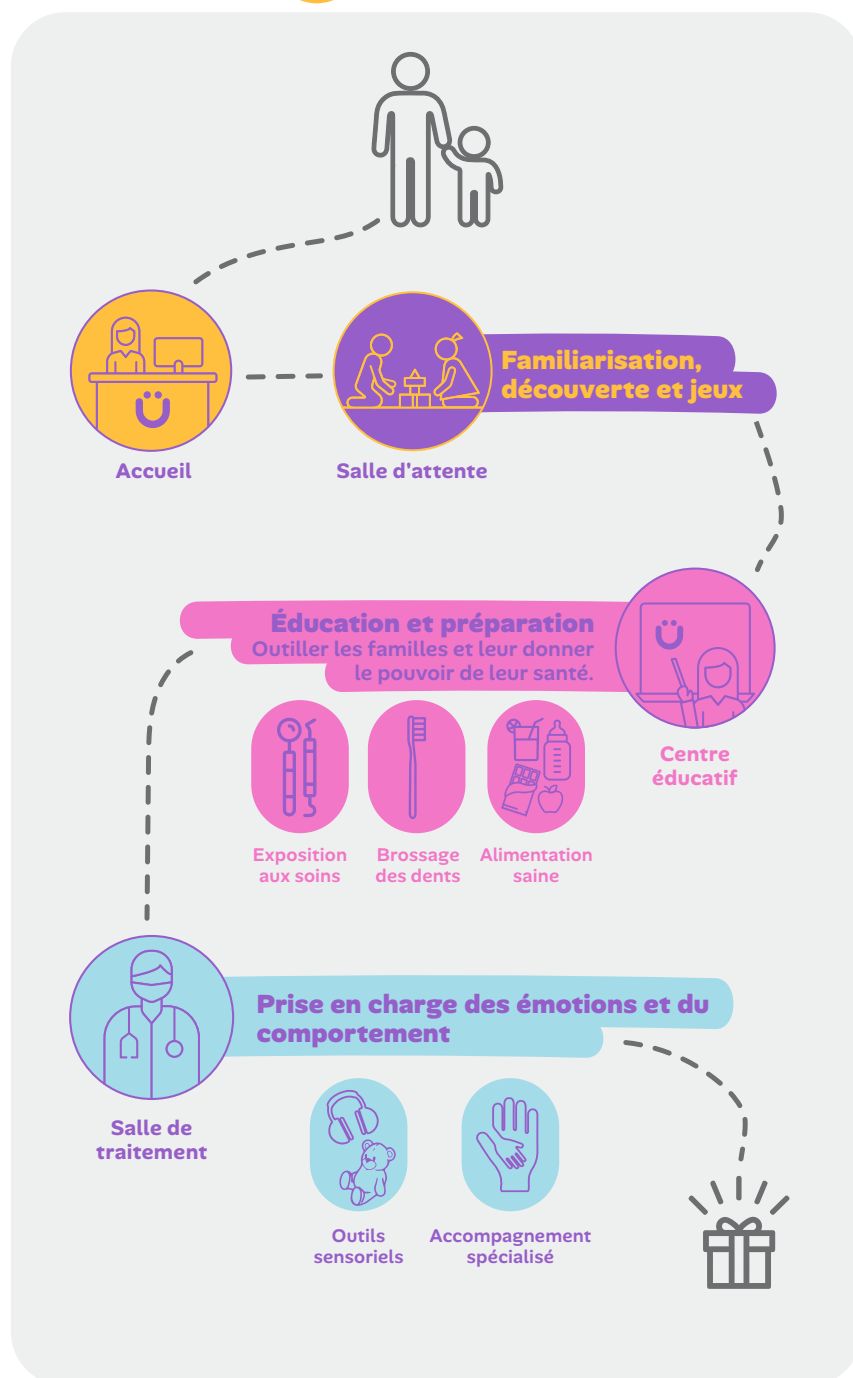 Familiarisation,
découverte et jeux
Accueil
Salle d'attente
Éducation et préparation
Outiller les familles et leur donner
le pouvoir de leur santé.
Centre
éducatif
Exposition
aux soins
Brossage
des dents
Alimentation
saine
Prise en charge des émotions et du
comportement
Salle de
traitement
Outils
sensoriels
Accompagnement
spécialisé